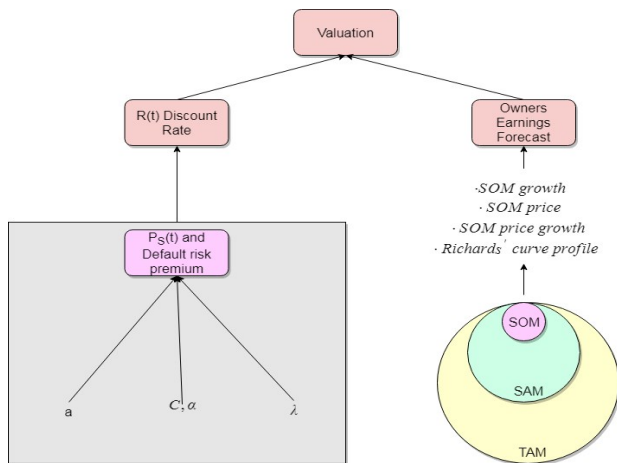 Valuation
R(t) Discount
Rate
Owners
Earnings
Forecast
·SOM growth
· SOM price
· SOM price growth
· Richards' curve profile
P_S(t) and
Default risk
premium
a
C, α
λ
SOM
SAM
TAM